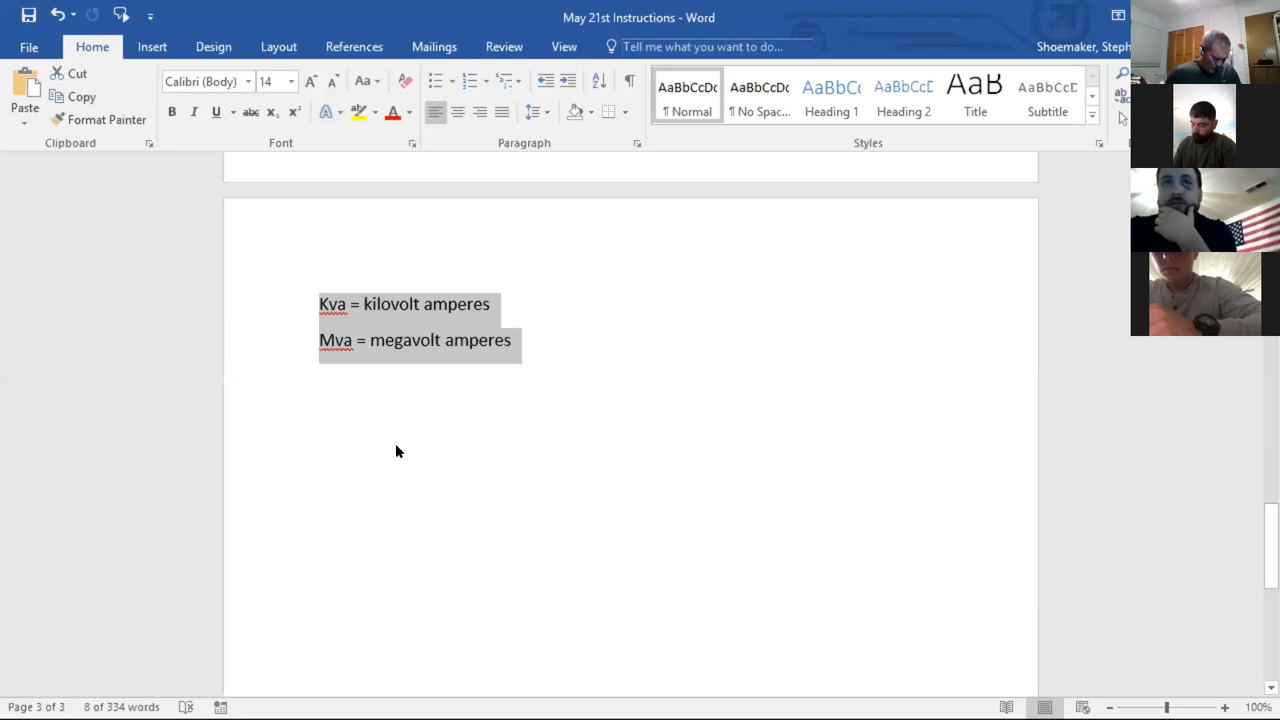 May 21st Instructions - Word
File Home Insert Design Layout References Mailings Review View Tell me what you want to do... Shoemaker, Steph
Paste
Cut
Copy
Format Painter
Clipboard
Calibri (Body) 14
Font
Paragraph
AaBbCcDc AaBbCcDc AaBbC AaBbCcD AaB AaBbCcD
¶ Normal ¶ No Spac... Heading 1 Heading 2 Title Subtitle
Styles
Kva = kilovolt amperes
Mva = megavolt amperes
Page 3 of 3 8 of 334 words 100%